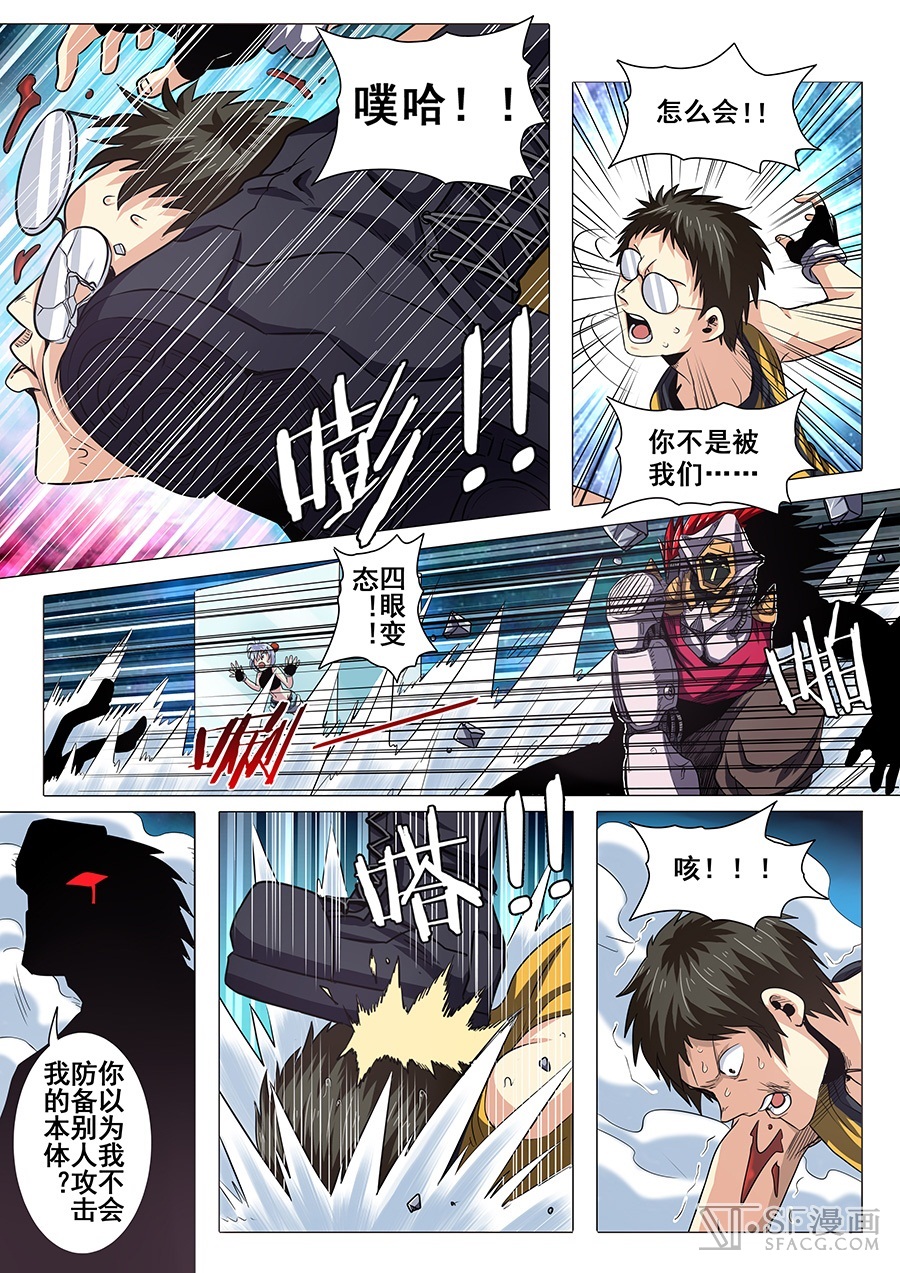 怎么会!!
你不是被
我们……
噗哈！！
嘭!!
啪
四眼变
态！！
唰
咳！！！
嗒!!
你以为我不会
防备别人攻击
我的本体？
SF漫画
SFACG.COM